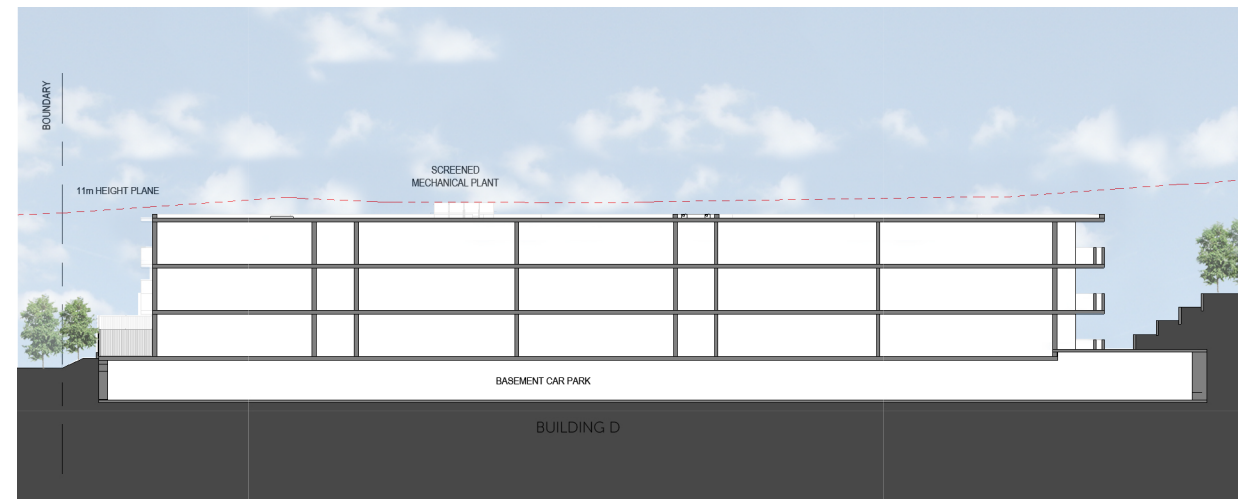 BOUNDARY
11m HEIGHT PLANE
SCREENED
MECHANICAL PLANT
BASEMENT CAR PARK
BUILDING D